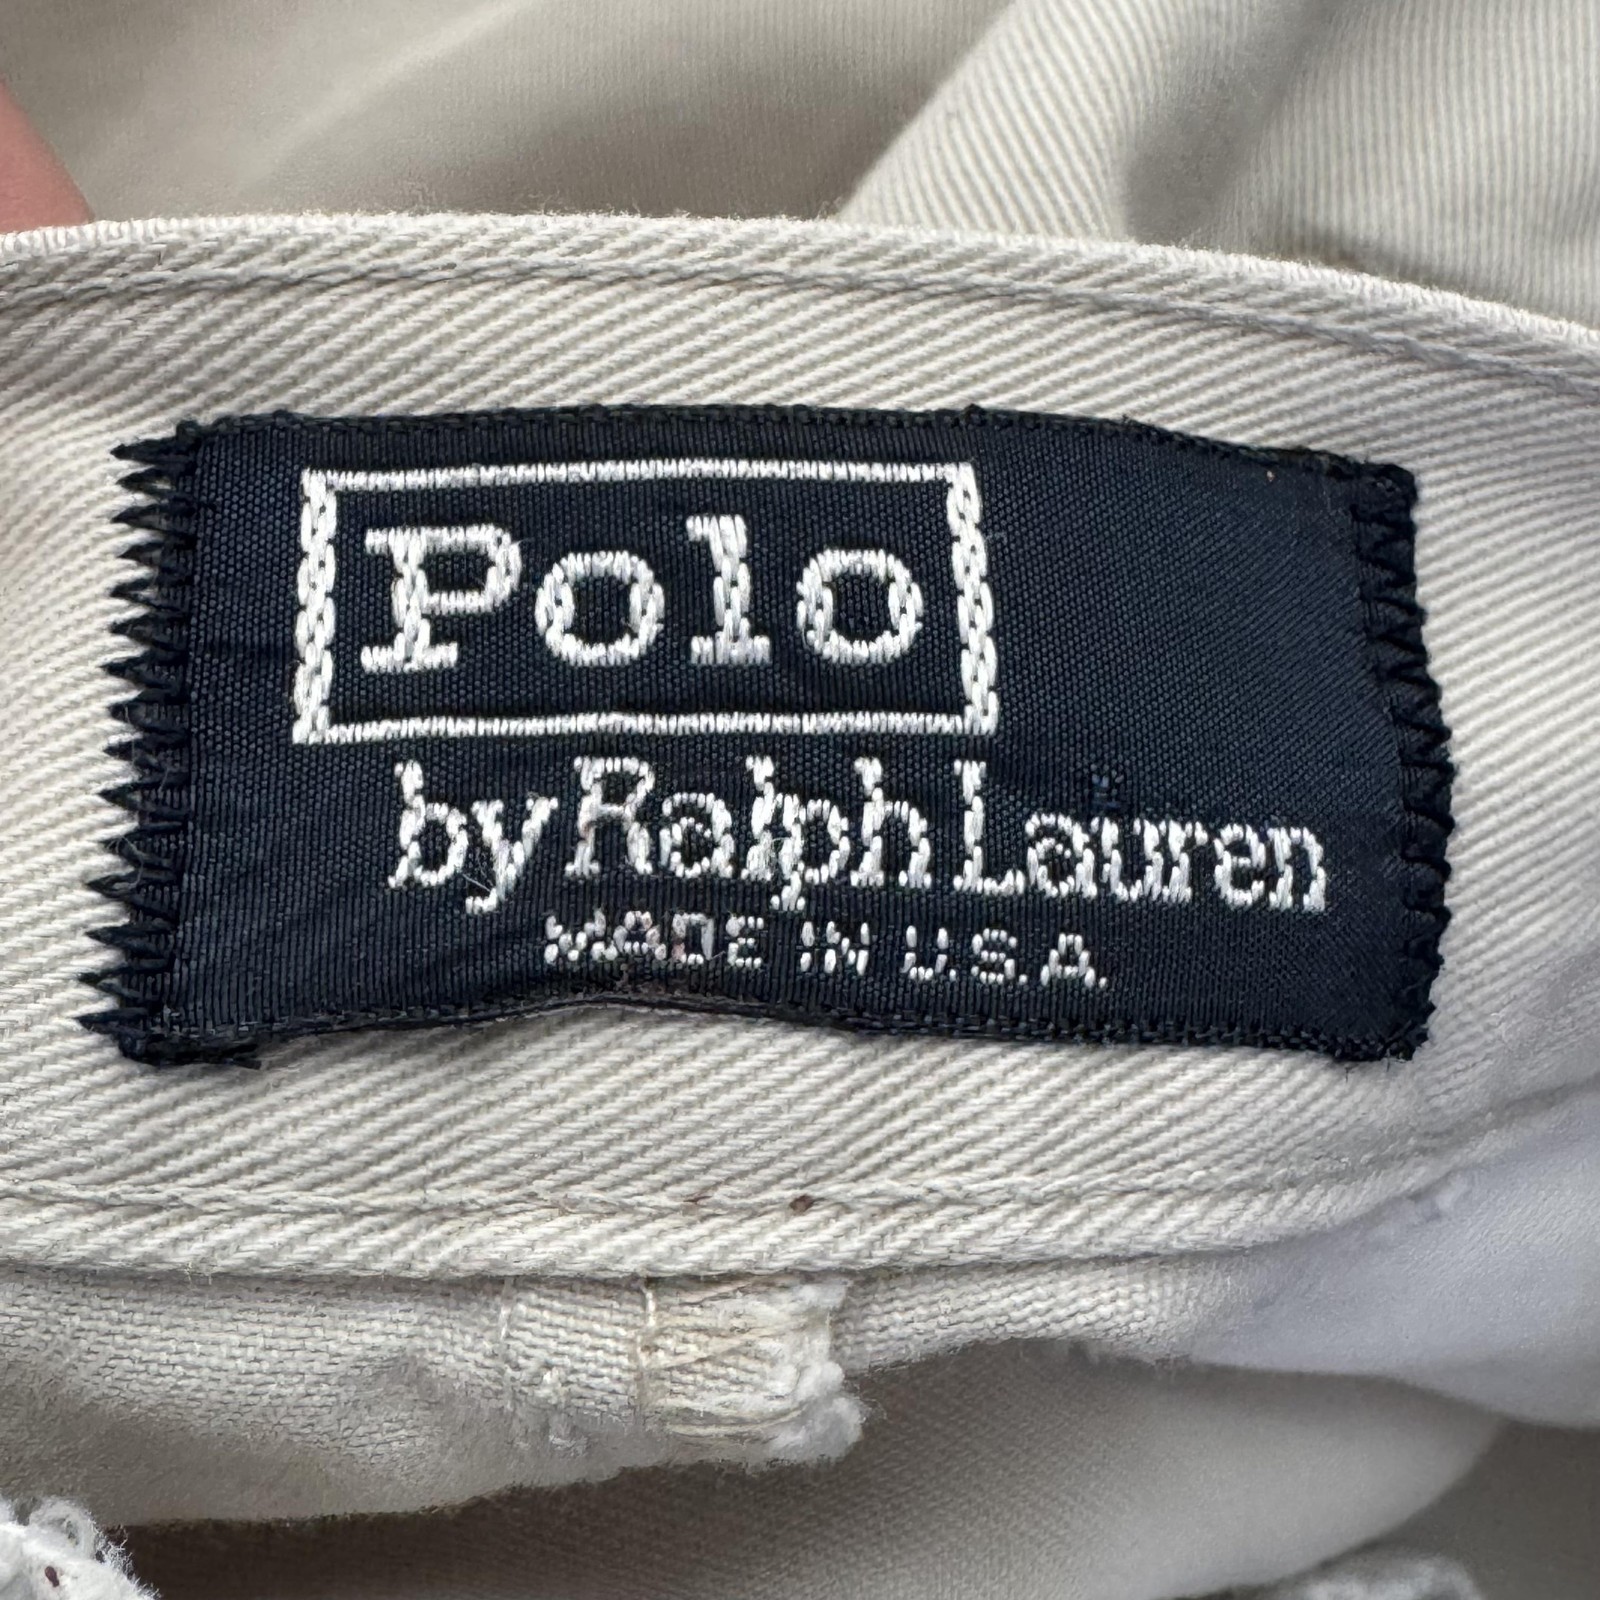 Polo
by Ralph Lauren
MADE IN U.S.A.